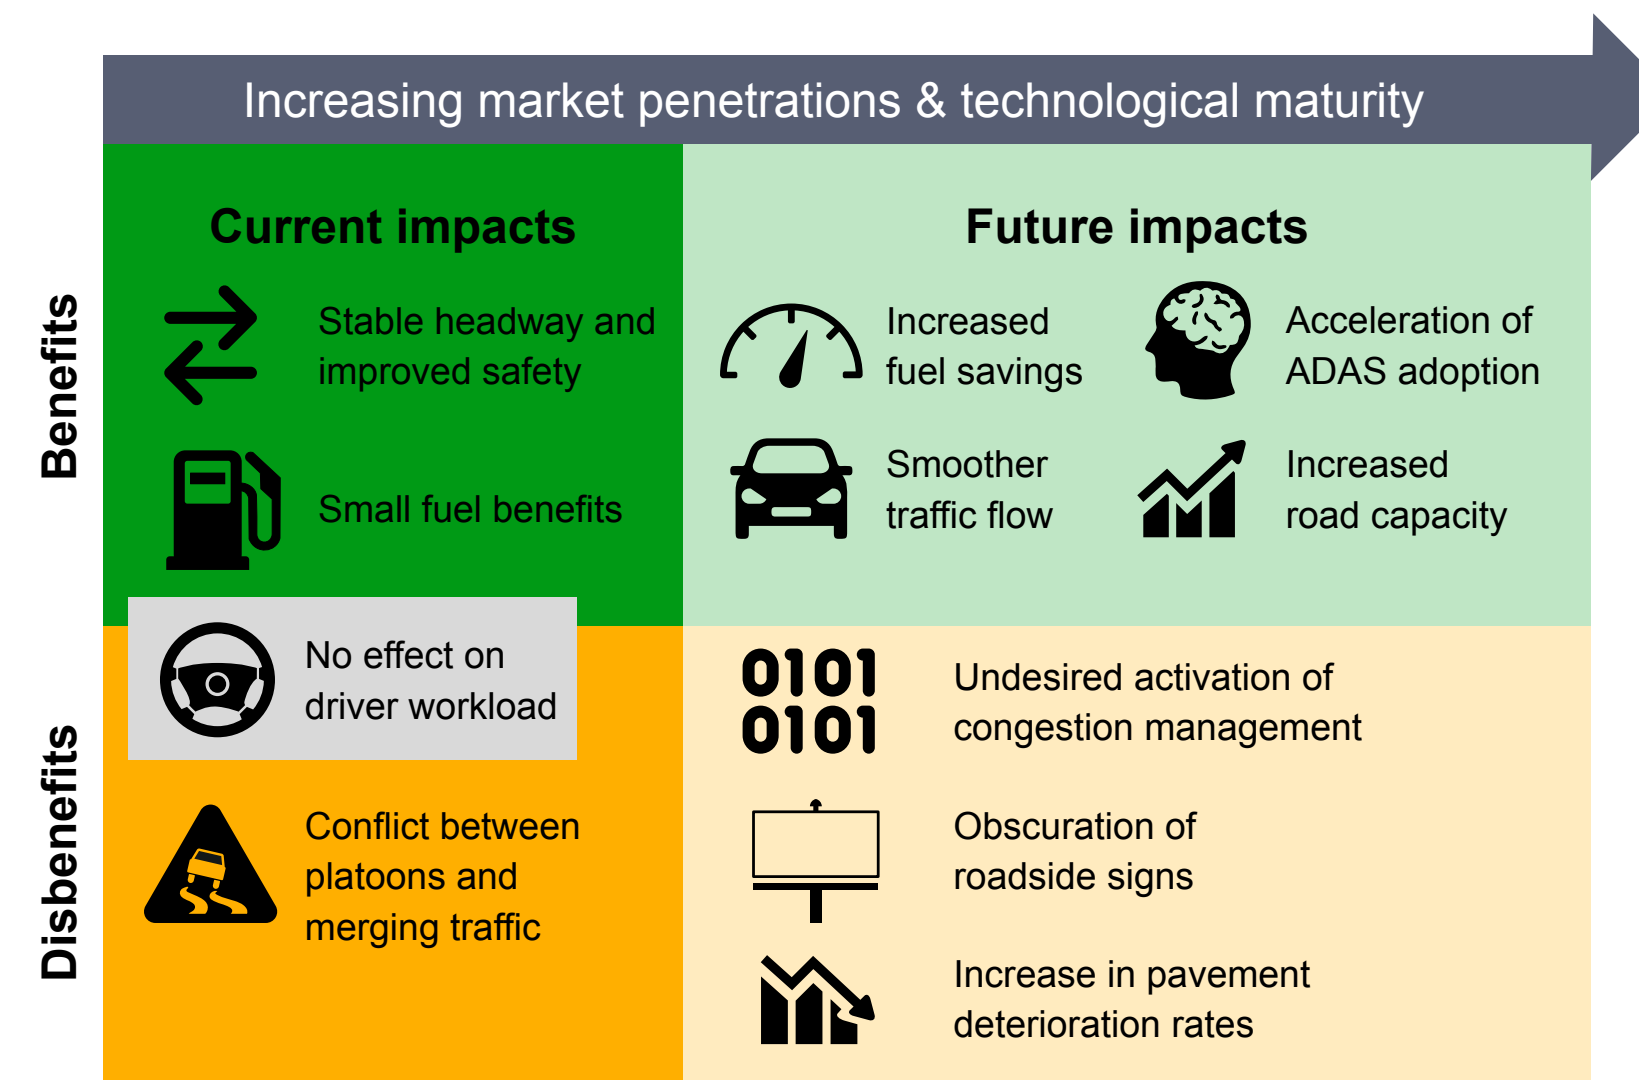 Increasing market penetrations & technological maturity
Benefits
Current impacts
Stable headway and
improved safety
Small fuel benefits
Future impacts
Increased
fuel savings
Acceleration of
ADAS adoption
Smoother
traffic flow
Increased
road capacity
Disbenefits
No effect on
driver workload
Conflict between
platoons and
merging traffic
0101
0101
Undesired activation of
congestion management
Obscuration of
roadside signs
Increase in pavement
deterioration rates